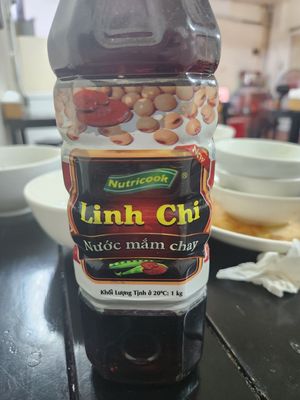 Nutricook ®
Linh Chi
Nước mắm chay
Khối Lượng Tịnh ở 20°C: 1 kg